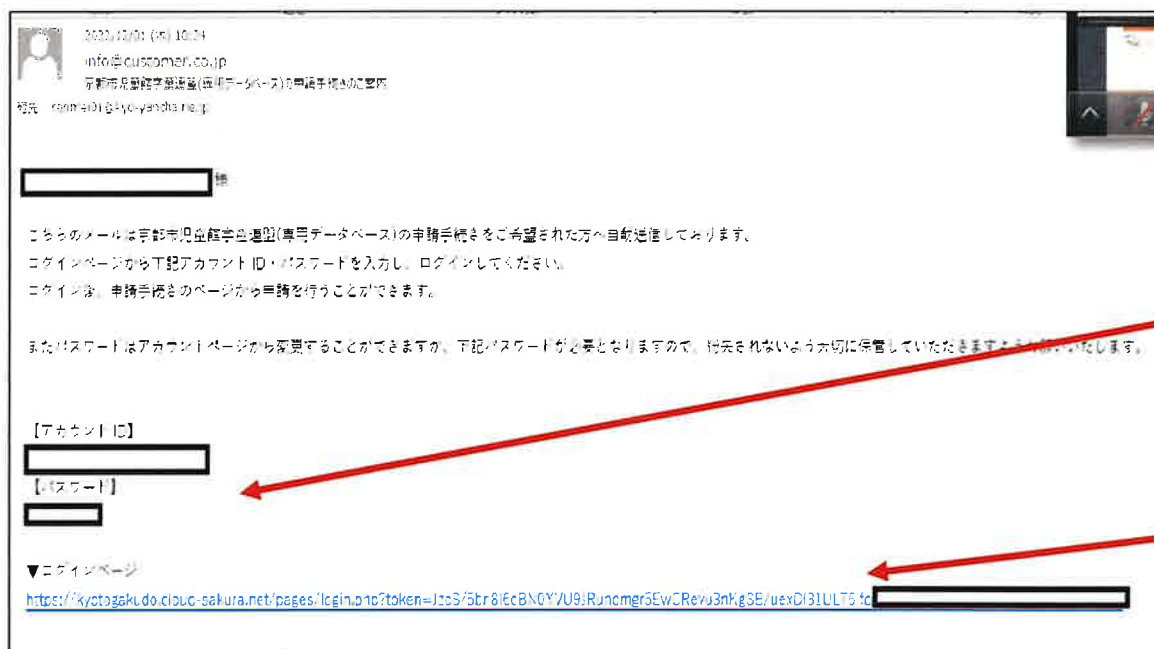 10:24
info@customer.co.jp
京都市児童館学童連盟(専用データベース)の申請手続きのご案内
宛先
様
こちらのメールは京都市児童館学童連盟(専用データベース)の申請手続きをご希望された方へ自動送信しております。
ログインページから下記アカウント ID・パスワードを入力し、ログインしてください。
ログイン後、申請手続きのページから申請を行うことができます。
またパスワードはアカウントページから変更することができますが、下記パスワードが必要となりますので、紛失されないよう大切に保管していただきますようお願いいたします。
【アカウント ID】
【パスワード】
▼ログインページ
https://kyotogakudo.cloud-sakura.net/pages/login.php?token=